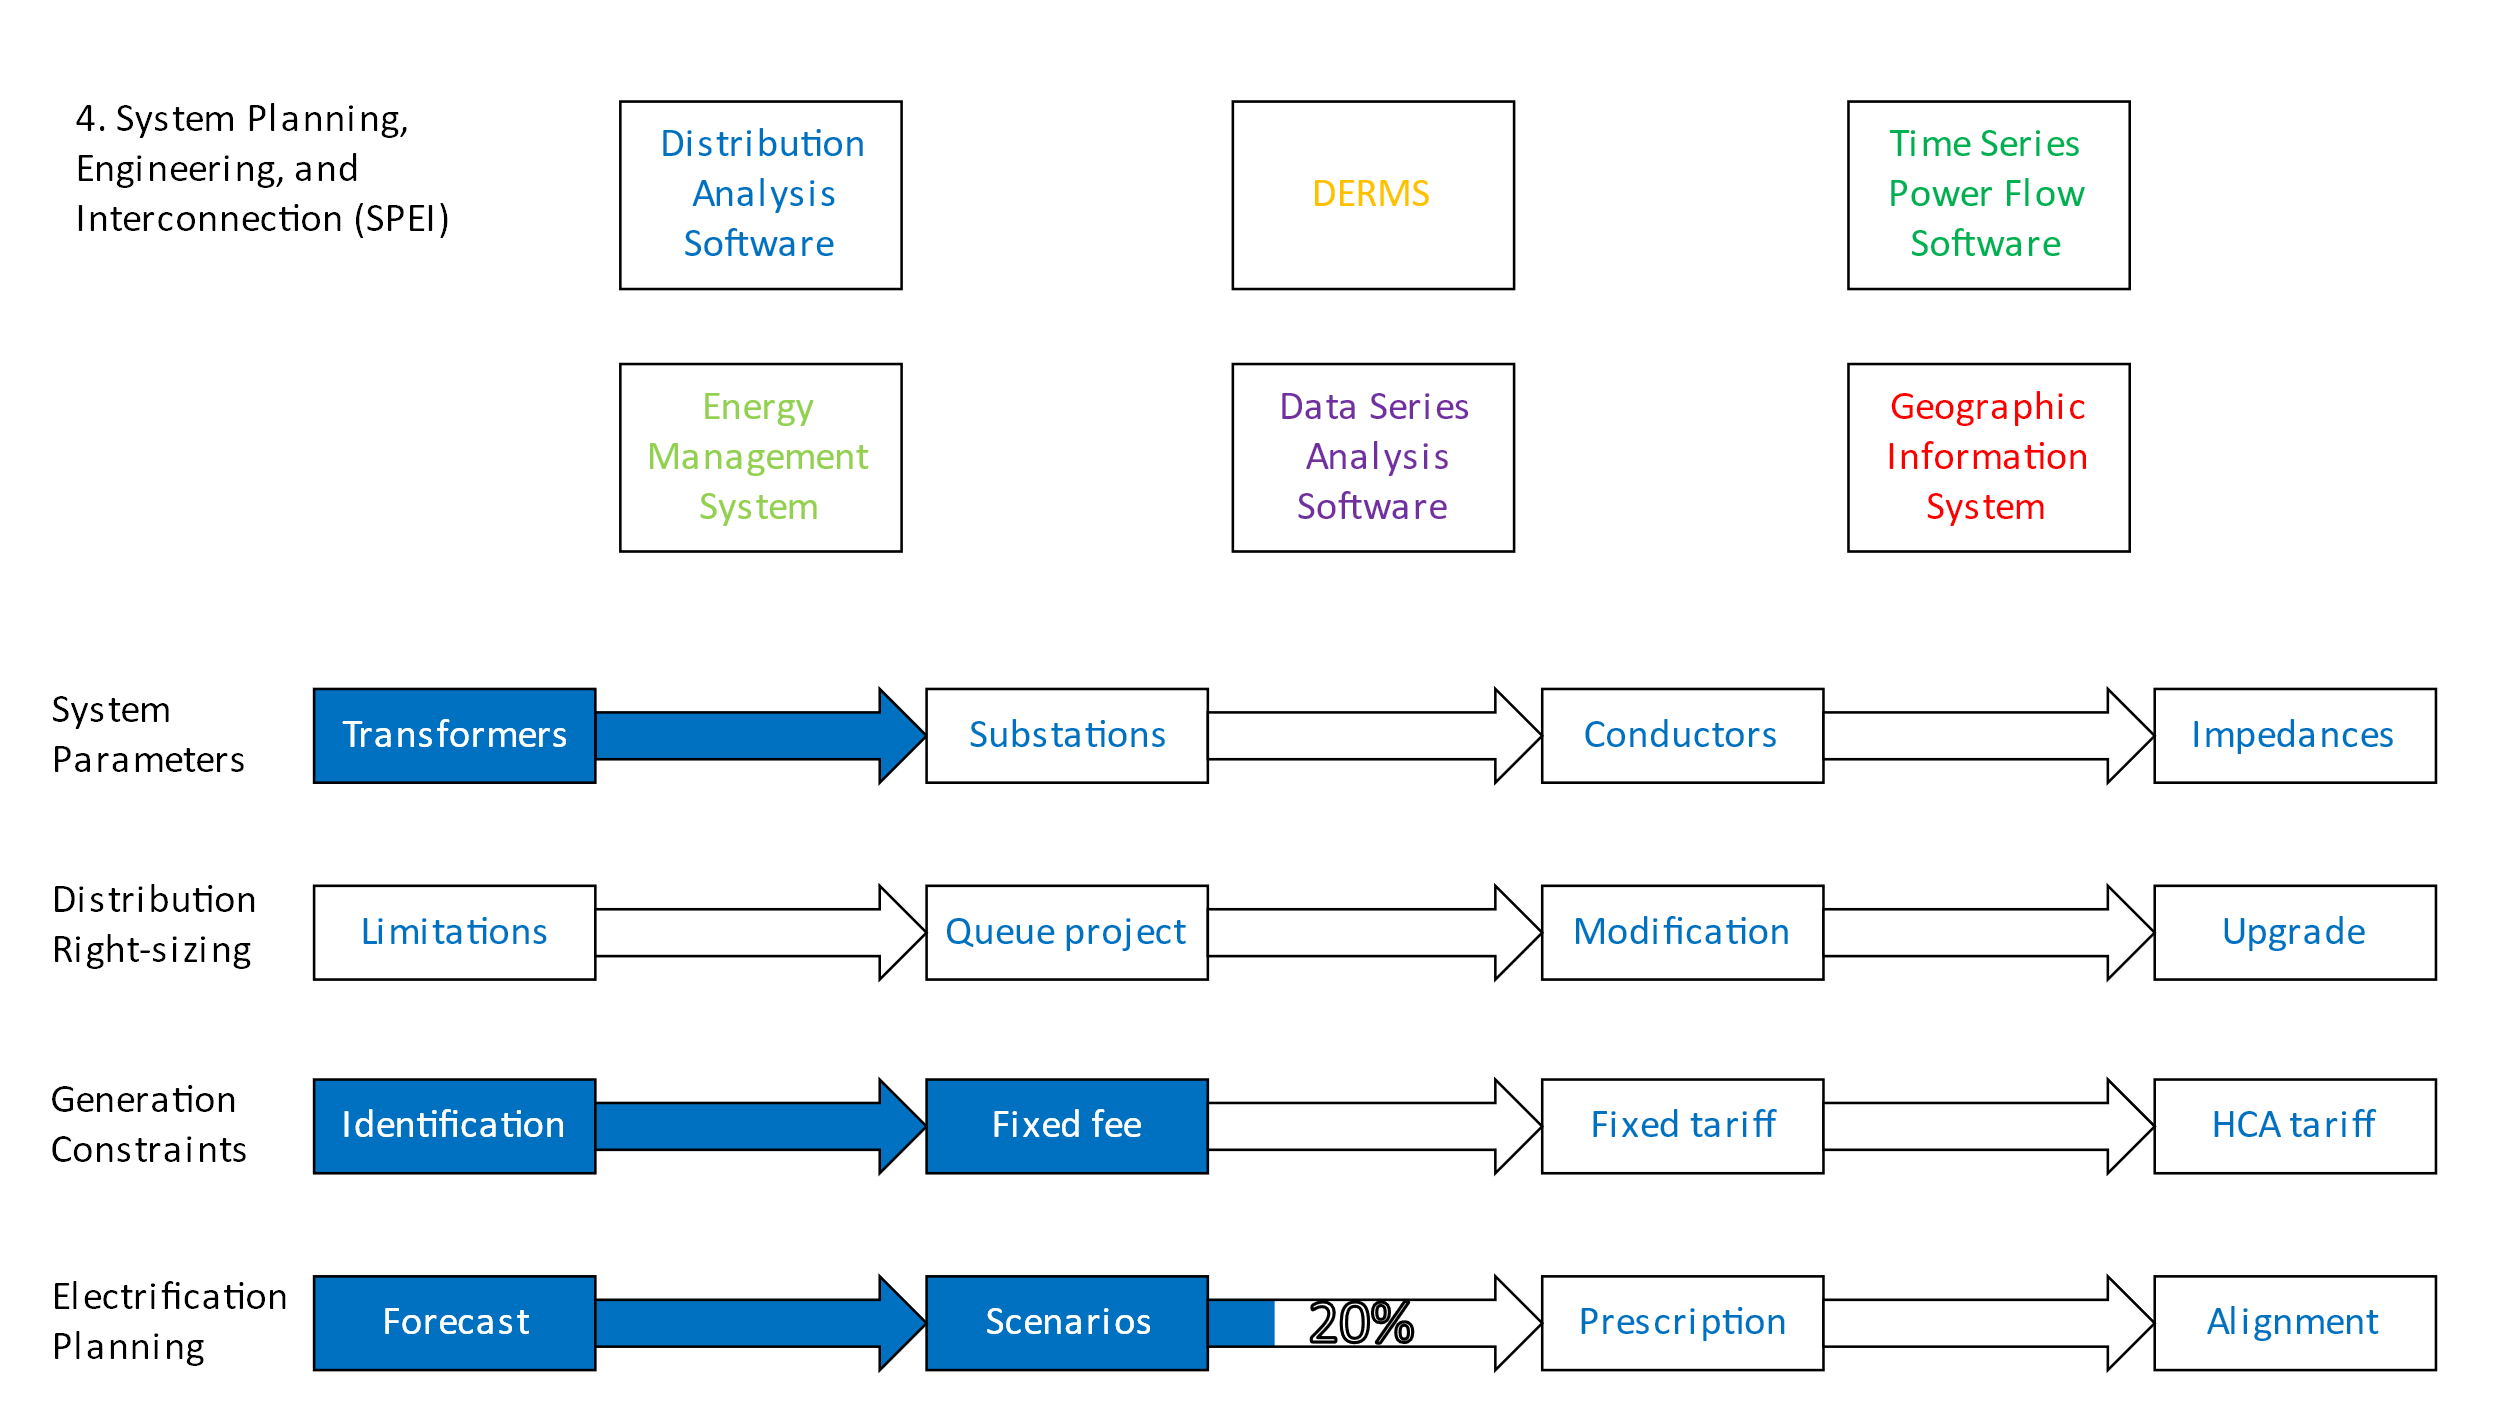 4. System Planning,
Engineering, and
Interconnection (SPEI)
Distribution
Analysis
Software
DERMS
Time Series
Power Flow
Software
Energy
Management
System
Data Series
Analysis
Software
Geographic
Information
System
System
Parameters
Transformers
Substations
Conductors
Impedances
Distribution
Right-sizing
Limitations
Queue project
Modification
Upgrade
Generation
Constraints
Identification
Fixed fee
Fixed tariff
HCA tariff
Electrification
Planning
Forecast
Scenarios
20%
Prescription
Alignment